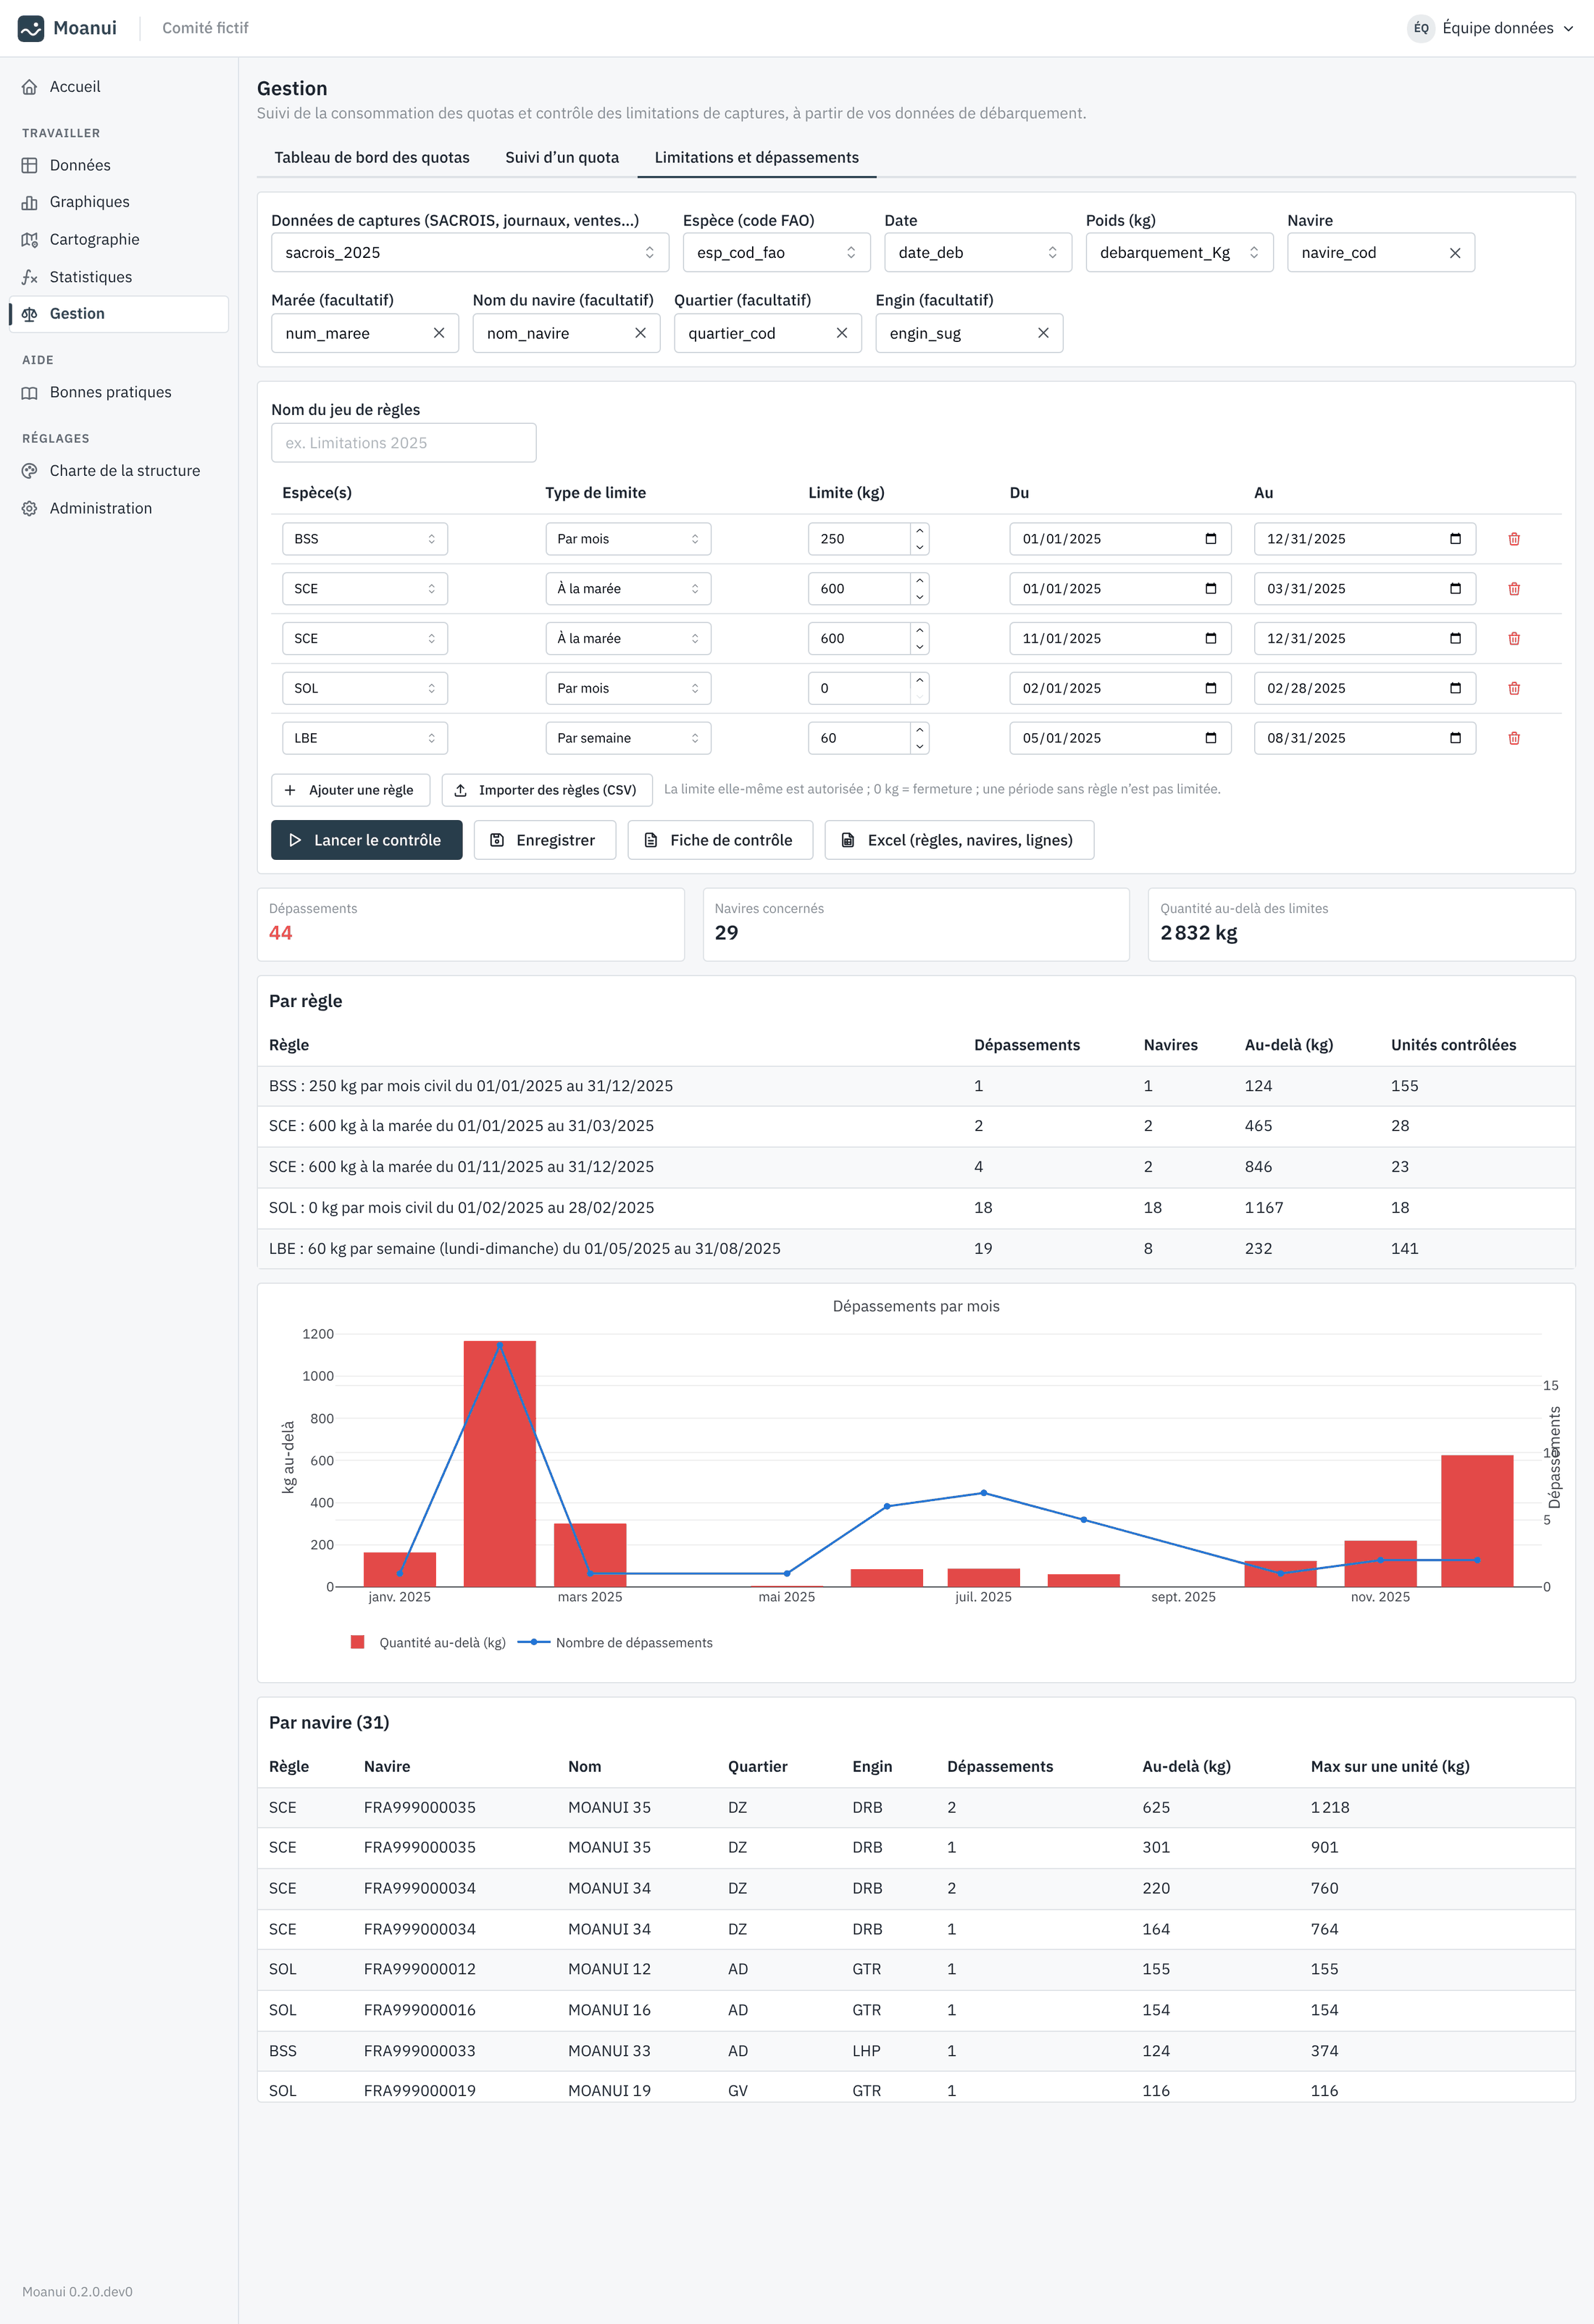 Moanui
Comité fictif
ÉQ Équipe données
Accueil
TRAVAILLER
Données
Graphiques
Cartographie
Statistiques
Gestion
AIDE
Bonnes pratiques
RÉGLAGES
Charte de la structure
Administration
Moanui 0.2.0.dev0
Gestion
Suivi de la consommation des quotas et contrôle des limitations de captures, à partir de vos données de débarquement.
Tableau de bord des quotas Suivi d’un quota Limitations et dépassements
Données de captures (SACROIS, journaux, ventes…) Espèce (code FAO) Date Poids (kg) Navire
sacrois_2025 esp_cod_fao date_deb debarquement_Kg navire_cod
Marée (facultatif) Nom du navire (facultatif) Quartier (facultatif) Engin (facultatif)
num_maree nom_navire quartier_cod engin_sug
Nom du jeu de règles
ex. Limitations 2025
Espèce(s) Type de limite Limite (kg) Du Au
BSS Par mois 250 01/01/2025 12/31/2025
SCE À la marée 600 01/01/2025 03/31/2025
SCE À la marée 600 11/01/2025 12/31/2025
SOL Par mois 0 02/01/2025 02/28/2025
LBE Par semaine 60 05/01/2025 08/31/2025
Ajouter une règle Importer des règles (CSV) La limite elle-même est autorisée ; 0 kg = fermeture ; une période sans règle n’est pas limitée.
Lancer le contrôle Enregistrer Fiche de contrôle Excel (règles, navires, lignes)
Dépassements Navires concernés Quantité au-delà des limites
44 29 2 832 kg
Par règle
Règle Dépassements Navires Au-delà (kg) Unités contrôlées
BSS : 250 kg par mois civil du 01/01/2025 au 31/12/2025 1 1 124 155
SCE : 600 kg à la marée du 01/01/2025 au 31/03/2025 2 2 465 28
SCE : 600 kg à la marée du 01/11/2025 au 31/12/2025 4 2 846 23
SOL : 0 kg par mois civil du 01/02/2025 au 28/02/2025 18 18 1 167 18
LBE : 60 kg par semaine (lundi-dimanche) du 01/05/2025 au 31/08/2025 19 8 232 141
Dépassements par mois
kg au-delà
1200
1000
800
600
400
200
0
15
10
5
0
Dépassements
janv. 2025 mars 2025 mai 2025 juil. 2025 sept. 2025 nov. 2025
Quantité au-delà (kg) Nombre de dépassements
Par navire (31)
Règle Navire Nom Quartier Engin Dépassements Au-delà (kg) Max sur une unité (kg)
SCE FRA999000035 MOANUI 35 DZ DRB 2 625 1 218
SCE FRA999000035 MOANUI 35 DZ DRB 1 301 901
SCE FRA999000034 MOANUI 34 DZ DRB 2 220 760
SCE FRA999000034 MOANUI 34 DZ DRB 1 164 764
SOL FRA999000012 MOANUI 12 AD GTR 1 155 155
SOL FRA999000016 MOANUI 16 AD GTR 1 154 154
BSS FRA999000033 MOANUI 33 AD LHP 1 124 374
SOL FRA999000019 MOANUI 19 GV GTR 1 116 116